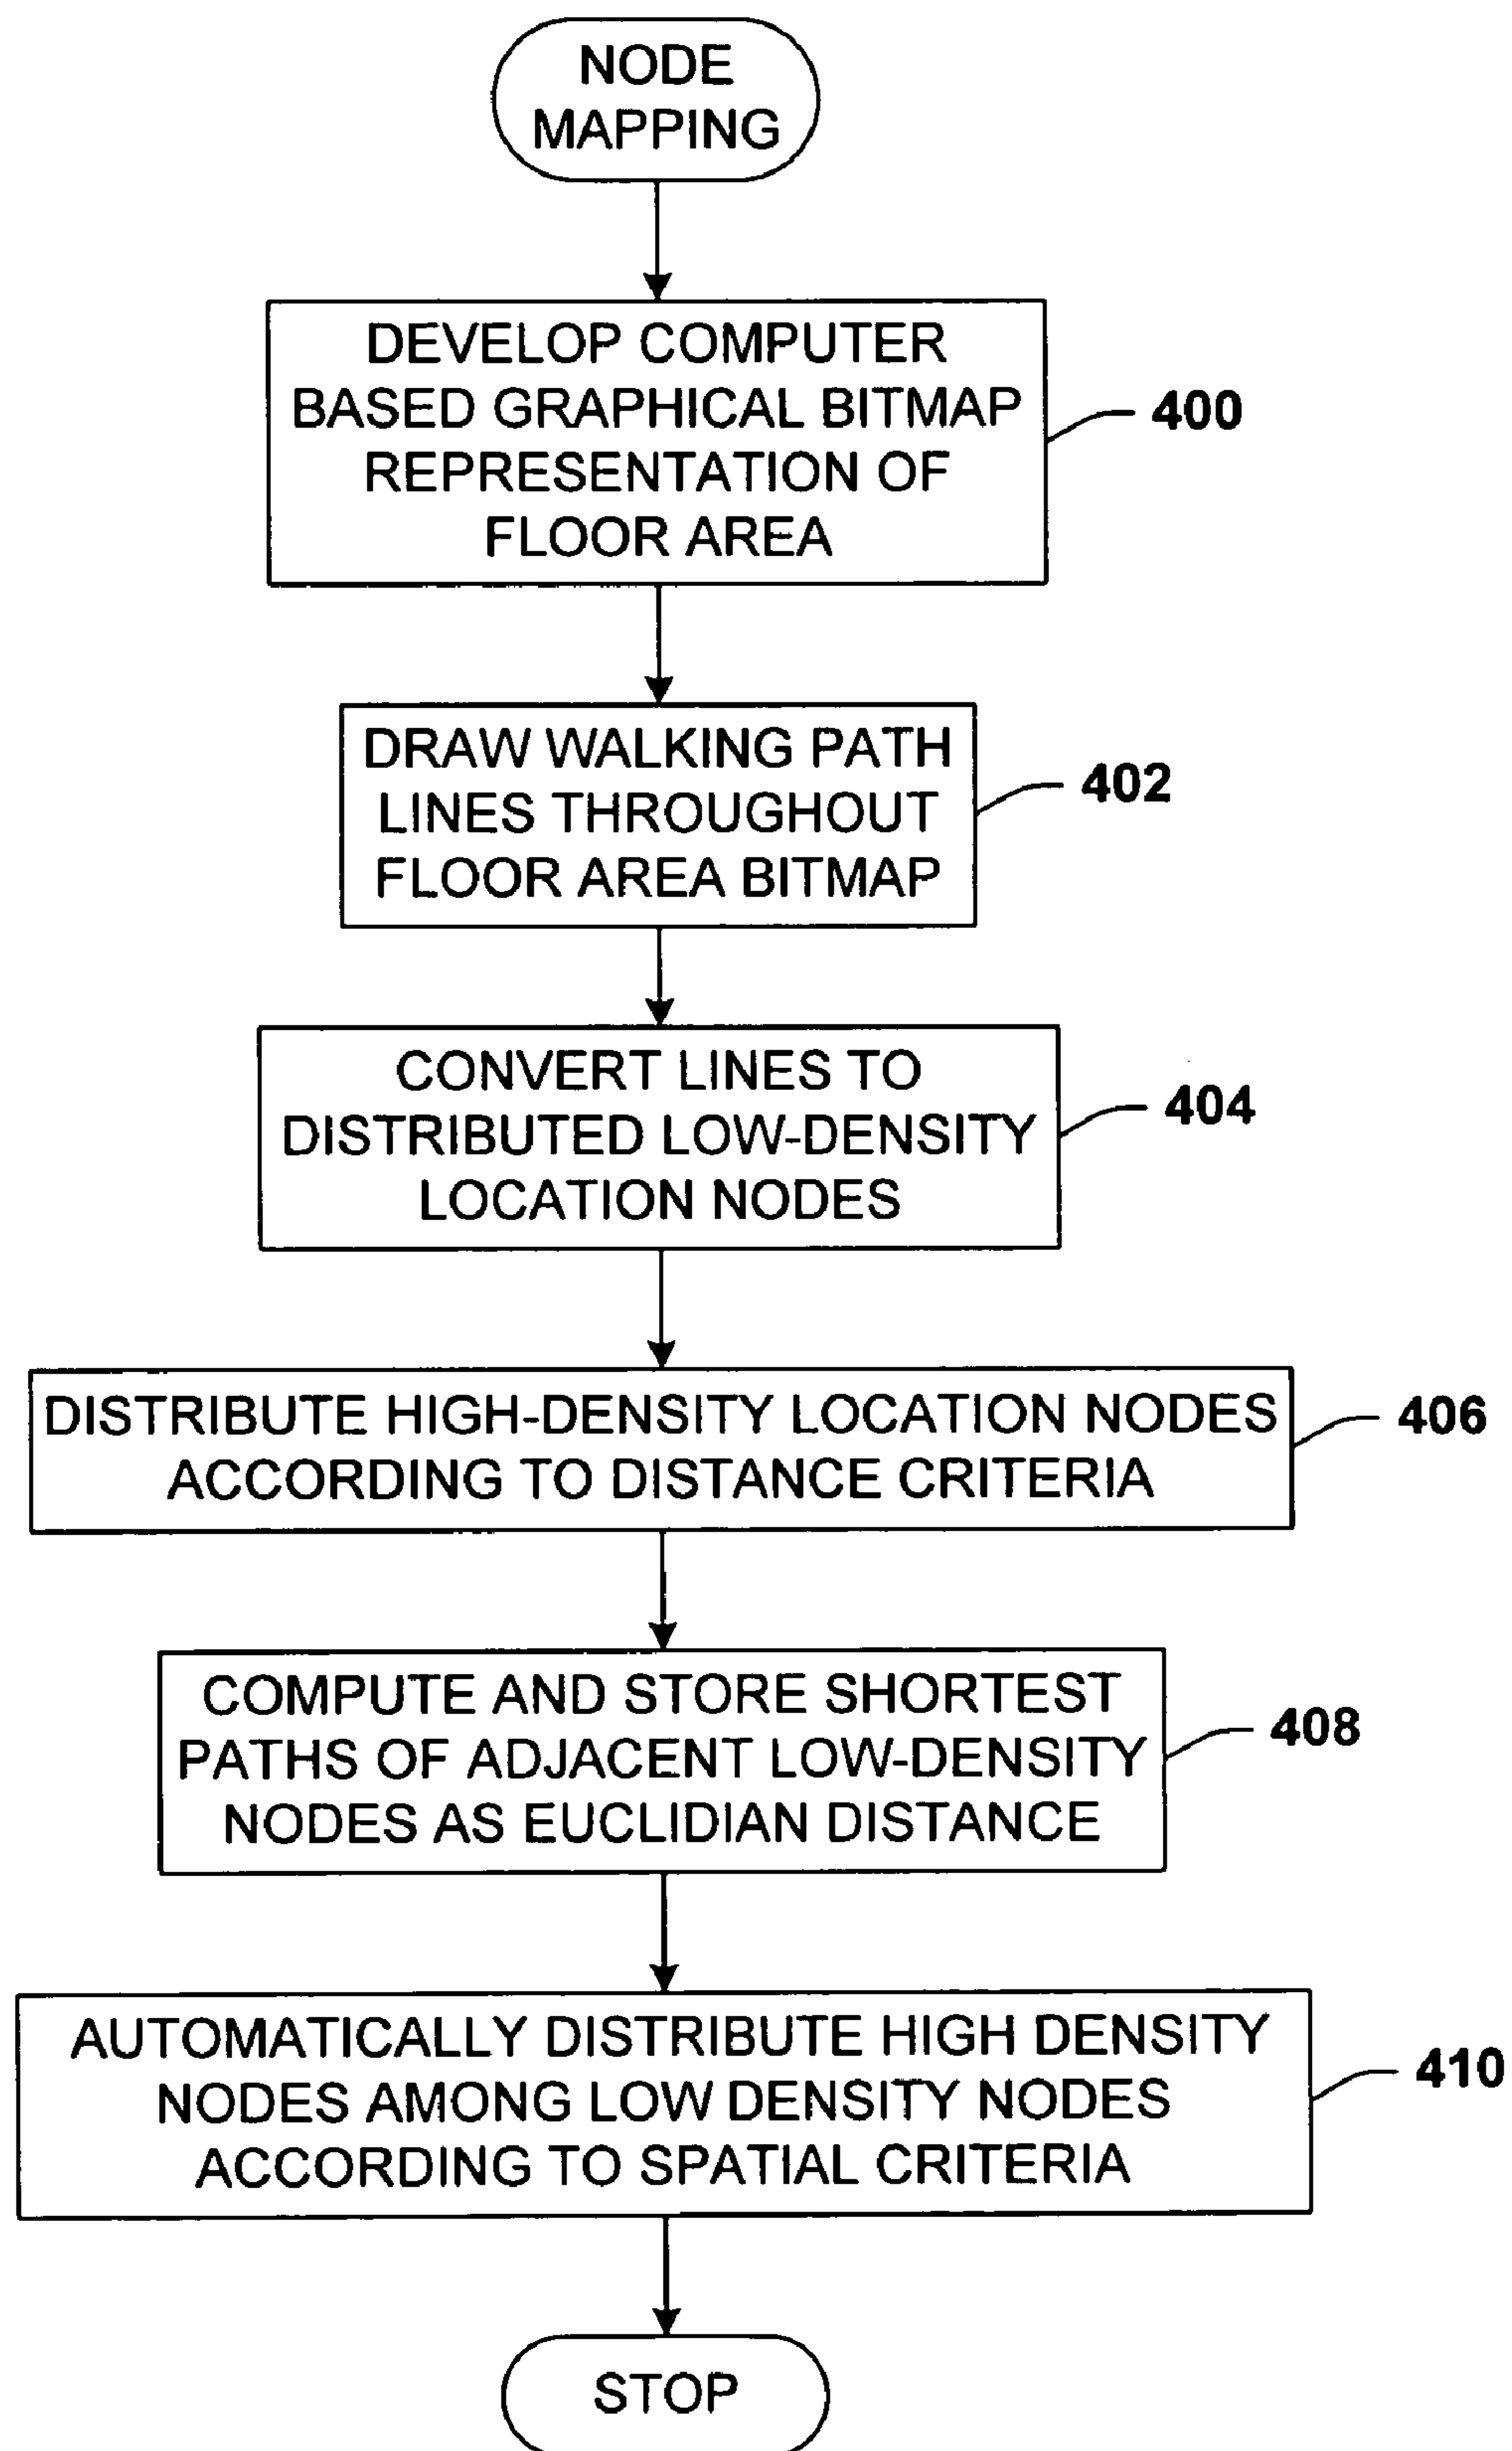 NODE
MAPPING
DEVELOP COMPUTER
BASED GRAPHICAL BITMAP
REPRESENTATION OF
FLOOR AREA
400
DRAW WALKING PATH
LINES THROUGHOUT
FLOOR AREA BITMAP
402
CONVERT LINES TO
DISTRIBUTED LOW-DENSITY
LOCATION NODES
404
DISTRIBUTE HIGH-DENSITY LOCATION NODES
ACCORDING TO DISTANCE CRITERIA
406
COMPUTE AND STORE SHORTEST
PATHS OF ADJACENT LOW-DENSITY
NODES AS EUCLIDIAN DISTANCE
408
AUTOMATICALLY DISTRIBUTE HIGH DENSITY
NODES AMONG LOW DENSITY NODES
ACCORDING TO SPATIAL CRITERIA
410
STOP